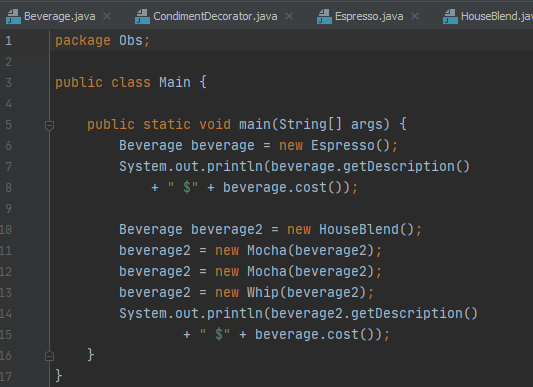 Beverage.java CondimentDecorator.java Espresso.java HouseBlend.jav
1 package Obs;
2
3 public class Main {
4
5 public static void main(String[] args) {
6 Beverage beverage = new Espresso();
7 System.out.println(beverage.getDescription()
8 + " $" + beverage.cost());
9
10 Beverage beverage2 = new HouseBlend();
11 beverage2 = new Mocha(beverage2);
12 beverage2 = new Mocha(beverage2);
13 beverage2 = new Whip(beverage2);
14 System.out.println(beverage2.getDescription()
15 + " $" + beverage.cost());
16 }
17 }